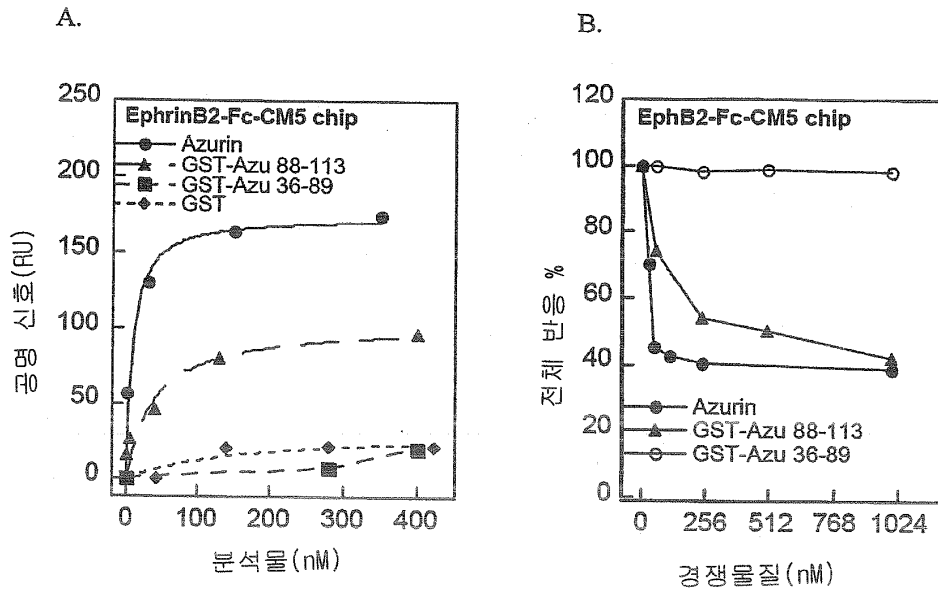 A.
EphrinB2-Fc-CM5 chip
Azurin
GST-Azu 88-113
GST-Azu 36-89
GST
250
200
150
100
50
0
공명 신호(RU)
0 100 200 300 400
분석물(nM)
B.
EphB2-Fc-CM5 chip
120
100
80
60
40
20
0
전체 반응 %
Azurin
GST-Azu 88-113
GST-Azu 36-89
0 256 512 768 1024
경쟁물질(nM)